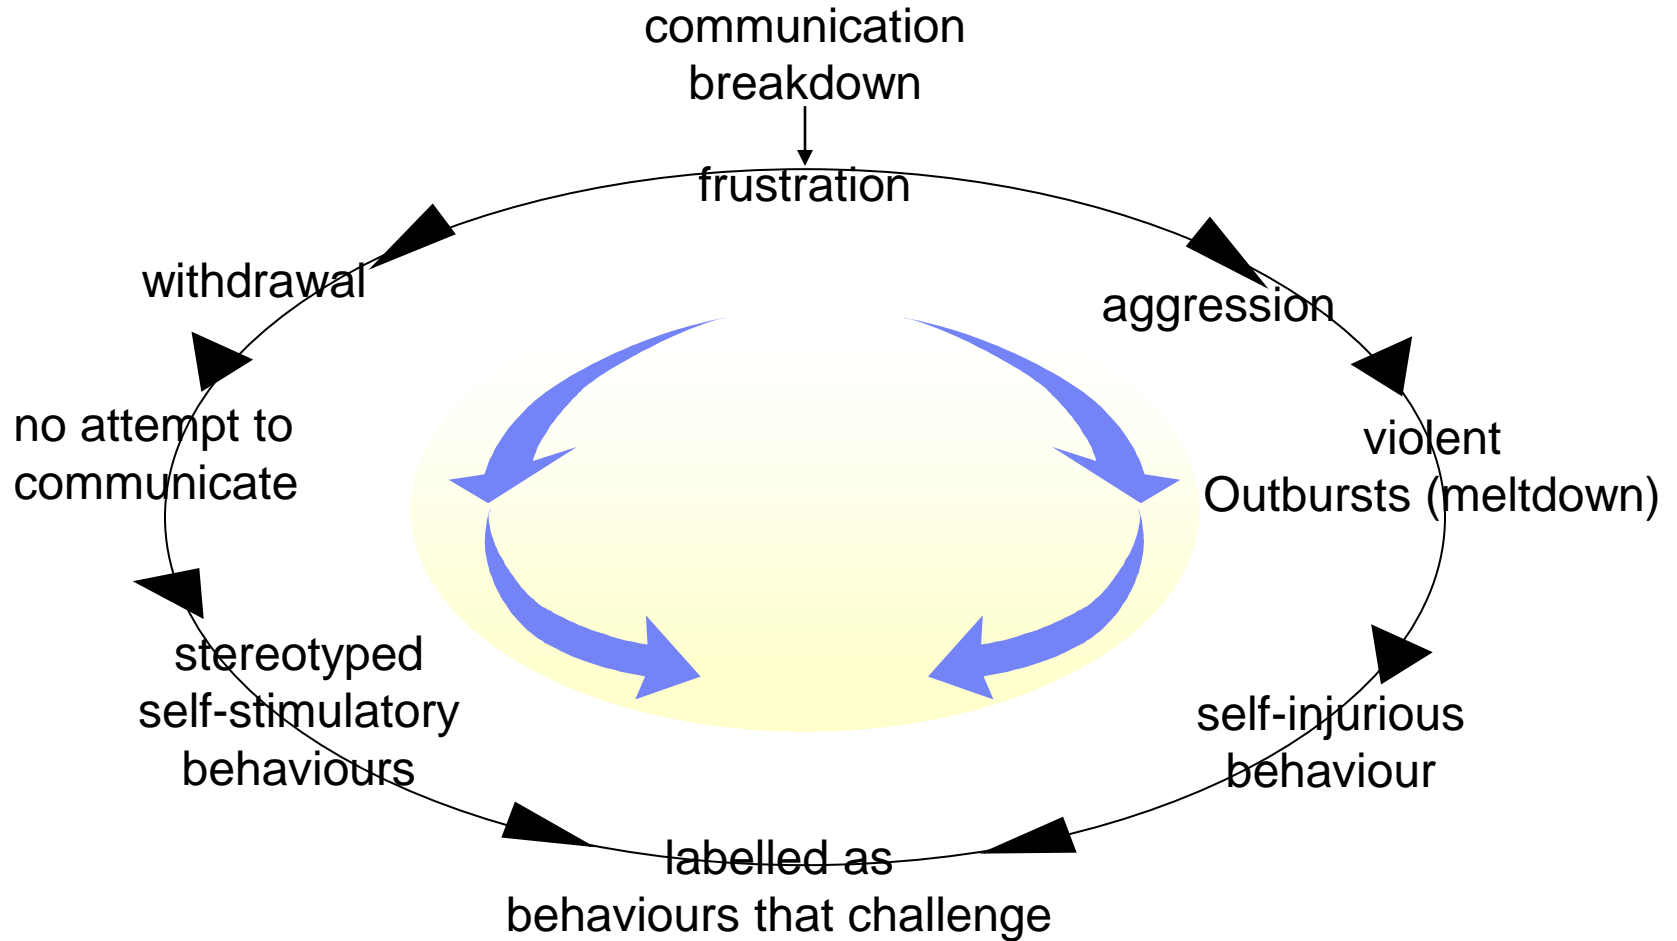 communication
breakdown
frustration
withdrawal
aggression
no attempt to
communicate
violent
Outbursts (meltdown)
stereotyped
self-stimulatory
behaviours
self-injurious
behaviour
labelled as
behaviours that challenge